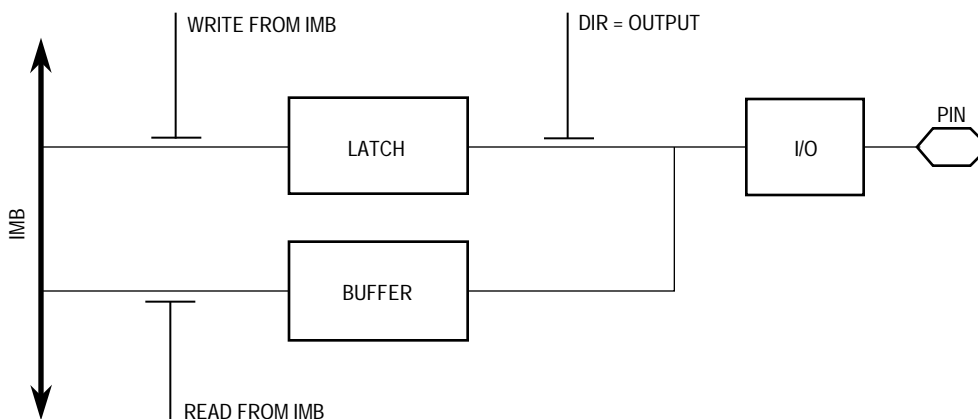 WRITE FROM IMB
DIR = OUTPUT
PIN
LATCH
I/O
IMB
BUFFER
READ FROM IMB